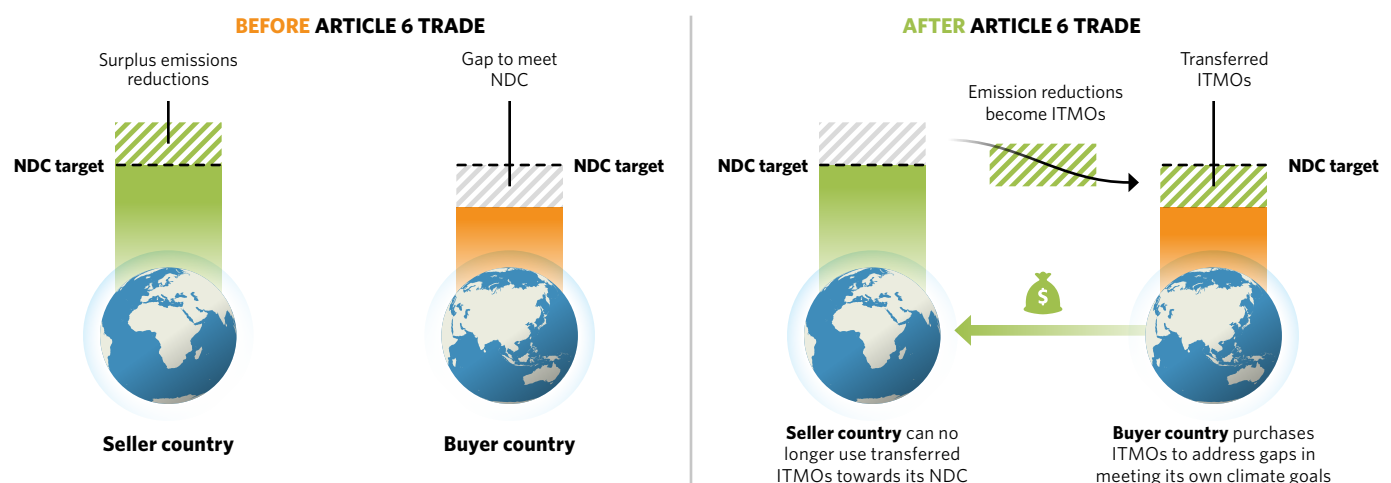 BEFORE ARTICLE 6 TRADE
Surplus emissions
reductions
Gap to meet
NDC
NDC target
NDC target
Seller country
Buyer country
AFTER ARTICLE 6 TRADE
Transferred
ITMOs
Emission reductions
become ITMOs
NDC target
NDC target
$
Seller country can no
longer use transferred
ITMOs towards its NDC
Buyer country purchases
ITMOs to address gaps in
meeting its own climate goals